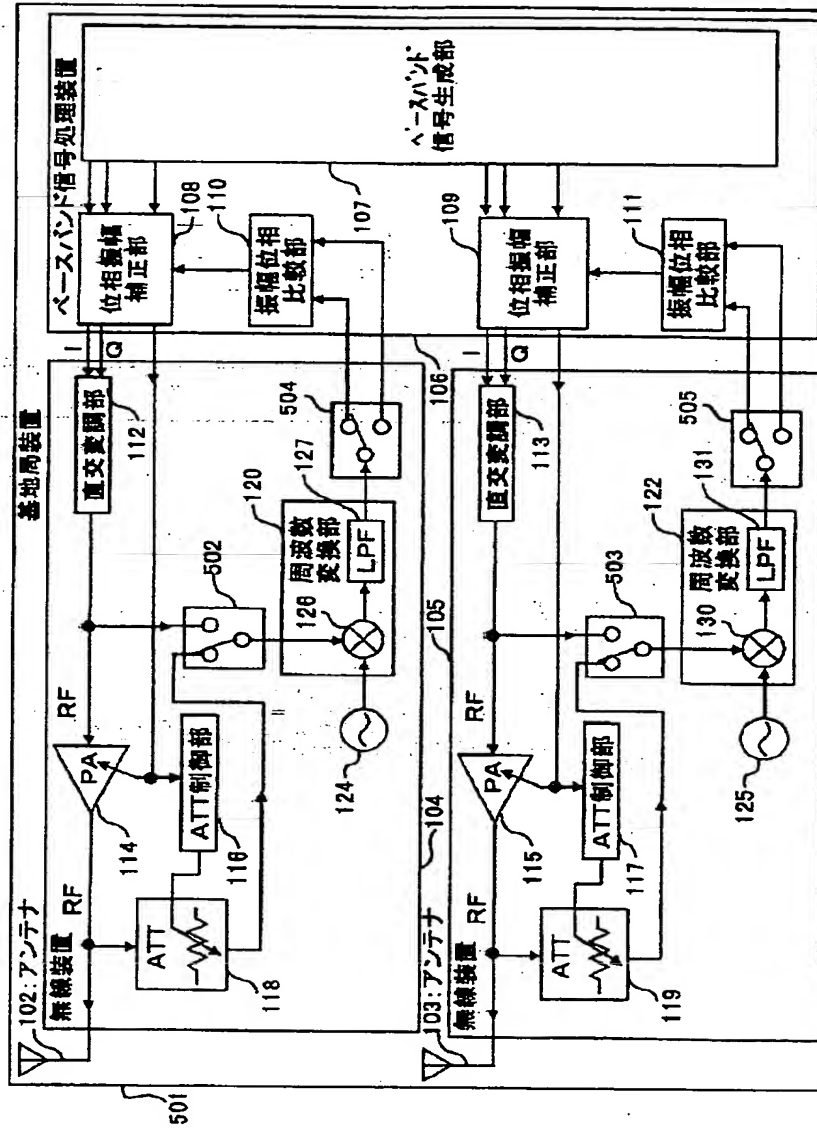 基地局装置
501
102:アンテナ
無線装置
RF
PA
114
RF
直交変調部
112
I
Q
ATT
118
ATT制御部
116
502
周波数
変換部
120
126
LPF
127
124
504
104
ベースバンド信号処理装置
位相振幅
補正部
108
振幅位相
比較部
110
106
107
ベースバンド
信号生成部
103:アンテナ
無線装置
105
RF
PA
115
RF
直交変調部
113
I
Q
ATT
119
ATT制御部
117
503
周波数
変換部
122
130
LPF
131
125
505
位相振幅
補正部
109
振幅位相
比較部
111